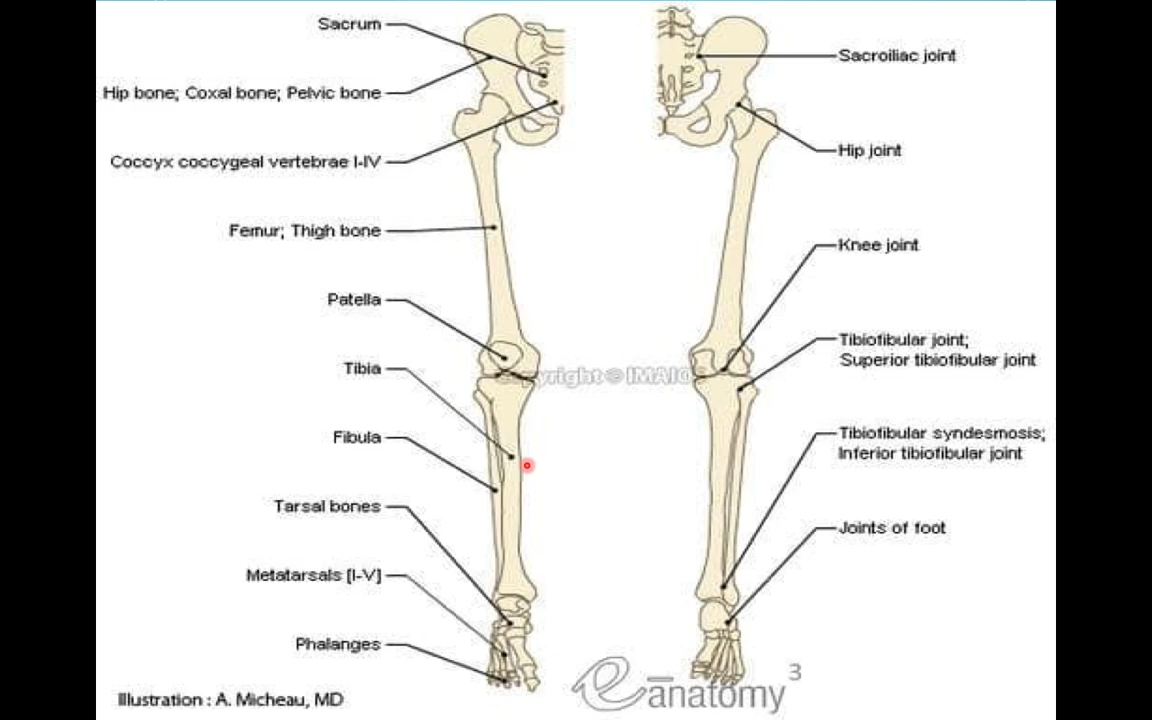 Sacrum
Hip bone; Coxal bone; Pelvic bone
Coccyx coccygeal vertebrae I-IV
Femur; Thigh bone
Patella
Tibia
Fibula
Tarsal bones
Metatarsals [I-V]
Phalanges
Sacroiliac joint
Hip joint
Knee joint
Tibiofibular joint;
Superior tibiofibular joint
Tibiofibular syndesmosis;
Inferior tibiofibular joint
Joints of foot
Copyright © IMAIOS
Illustration : A. Micheau, MD
e-anatomy
3